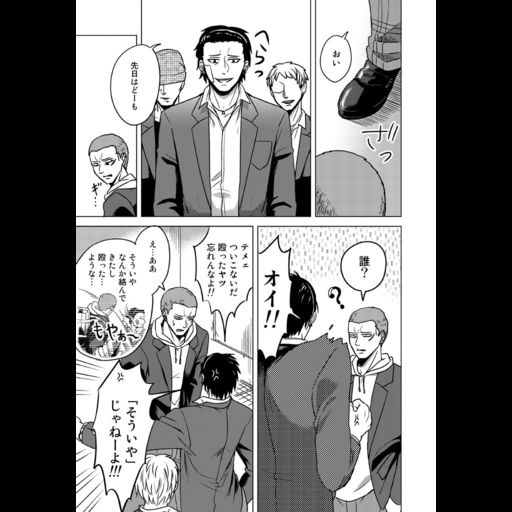 おい
ざっ
へらっ
先日はどーも
ギ…
誰?
?
オイ!!
テメェ
ついこないだ
殴ったヤツ
忘れんなよ!!
え…ああ
そういや
なんか絡んで
きたし
殴った…
ような…
もやぁ~
「そういや」
じゃねーよ!!!